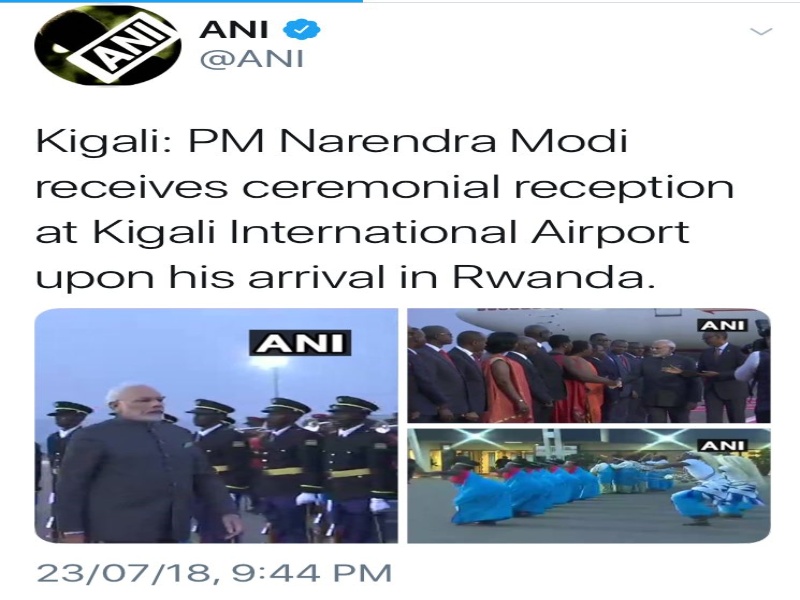 ANI
ANI
@ANI
Kigali: PM Narendra Modi
receives ceremonial reception
at Kigali International Airport
upon his arrival in Rwanda.
ANI
ANI
ANI
23/07/18, 9:44 PM